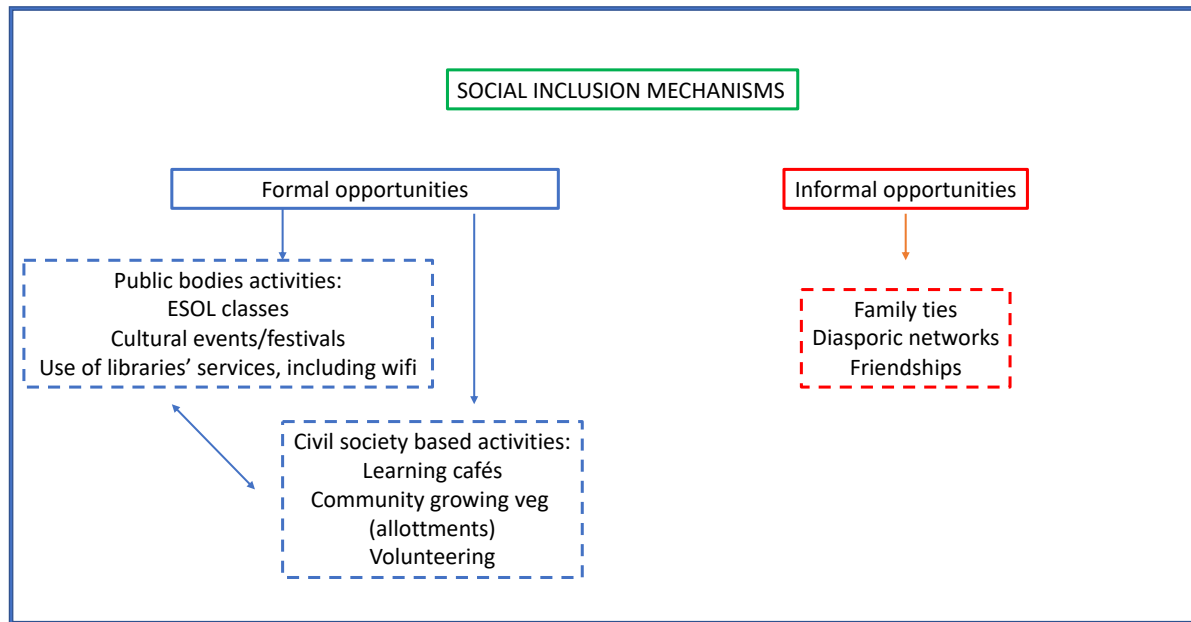 SOCIAL INCLUSION MECHANISMS
Formal opportunities
Informal opportunities
Public bodies activities:
ESOL classes
Cultural events/festivals
Use of libraries’ services, including wifi
Family ties
Diasporic networks
Friendships
Civil society based activities:
Learning cafés
Community growing veg
(allottments)
Volunteering